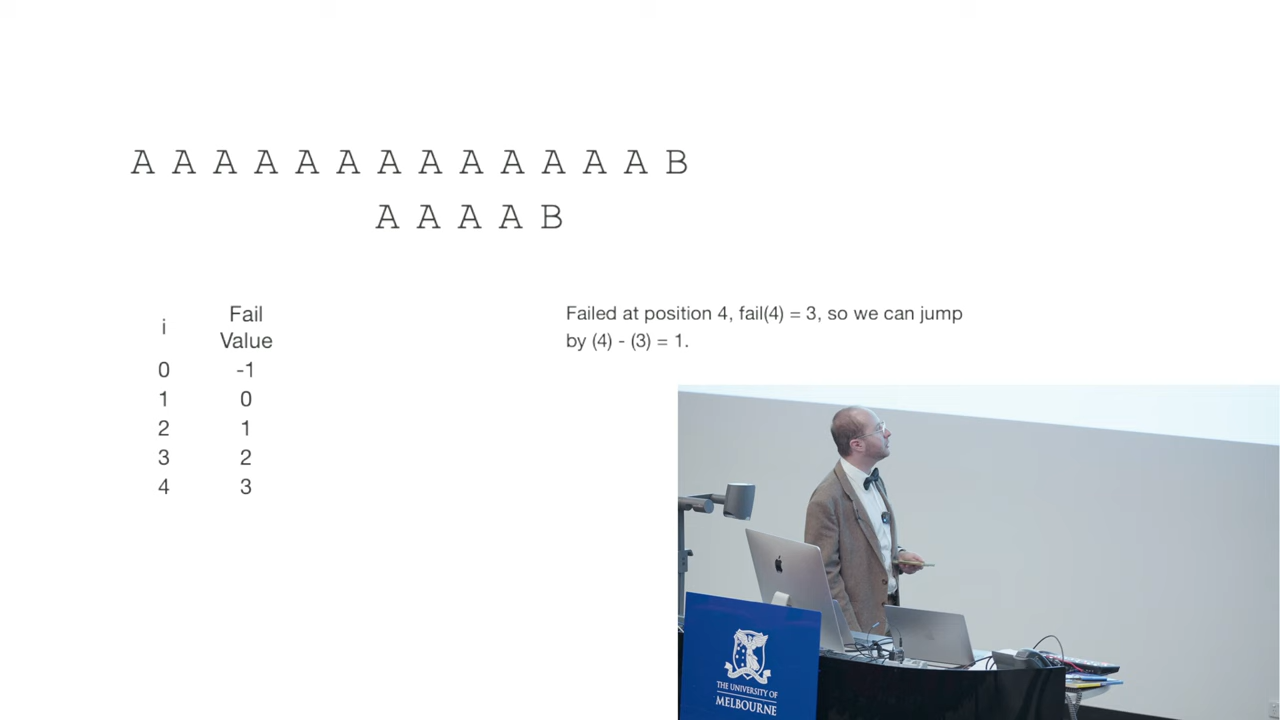 A A A A A A A A A A A A A B
A A A A B
i Fail Value
0 -1
1 0
2 1
3 2
4 3
Failed at position 4, fail(4) = 3, so we can jump
by (4) - (3) = 1.
THE UNIVERSITY OF
MELBOURNE